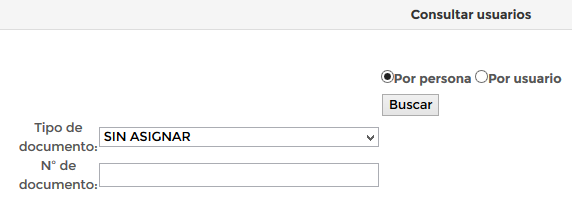 Consultar usuarios
Por persona Por usuario
Buscar
Tipo de
documento:
SIN ASIGNAR
N° de
documento: